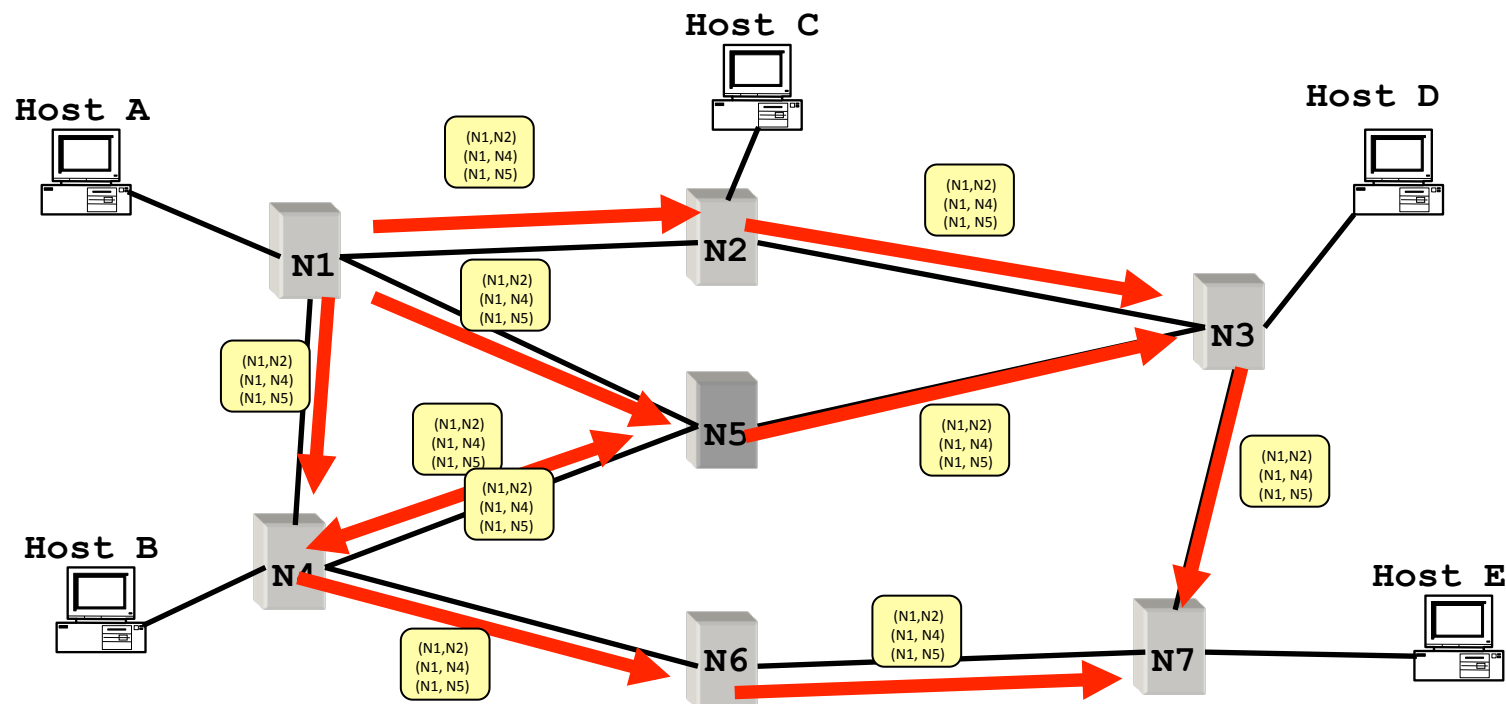 Host C
Host A
Host D
(N1,N2)
(N1, N4)
(N1, N5)
(N1,N2)
(N1, N4)
(N1, N5)
N1
N2
(N1,N2)
(N1, N4)
(N1, N5)
N3
(N1,N2)
(N1, N4)
(N1, N5)
N5
(N1,N2)
(N1, N4)
(N1, N5)
(N1,N2)
(N1, N4)
(N1, N5)
(N1,N2)
(N1, N4)
(N1, N5)
(N1,N2)
(N1, N4)
(N1, N5)
Host B
N4
Host E
(N1,N2)
(N1, N4)
(N1, N5)
(N1,N2)
(N1, N4)
(N1, N5)
N6
N7